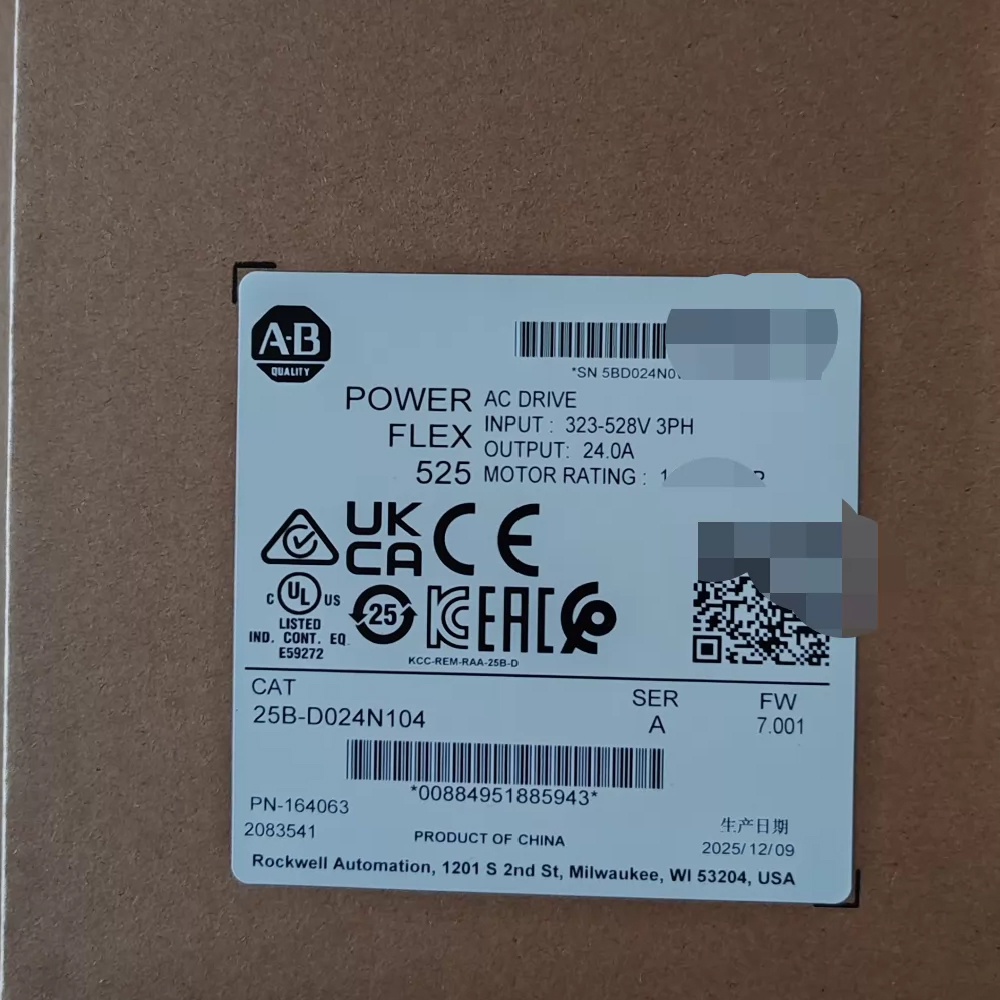 A-B
QUALITY
*SN 5BD024N0
POWER
FLEX
525
AC DRIVE
INPUT : 323-528V 3PH
OUTPUT: 24.0A
MOTOR RATING :
UK
CA
CE
C UL US
LISTED
IND. CONT. EQ.
E59272
25
KC
EAC
KCC-REM-RAA-25B-D
CAT
25B-D024N104
SER
A
FW
7.001
*00884951885943*
PN-164063
2083541
PRODUCT OF CHINA
生产日期
2025/12/09
Rockwell Automation, 1201 S 2nd St, Milwaukee, WI 53204, USA